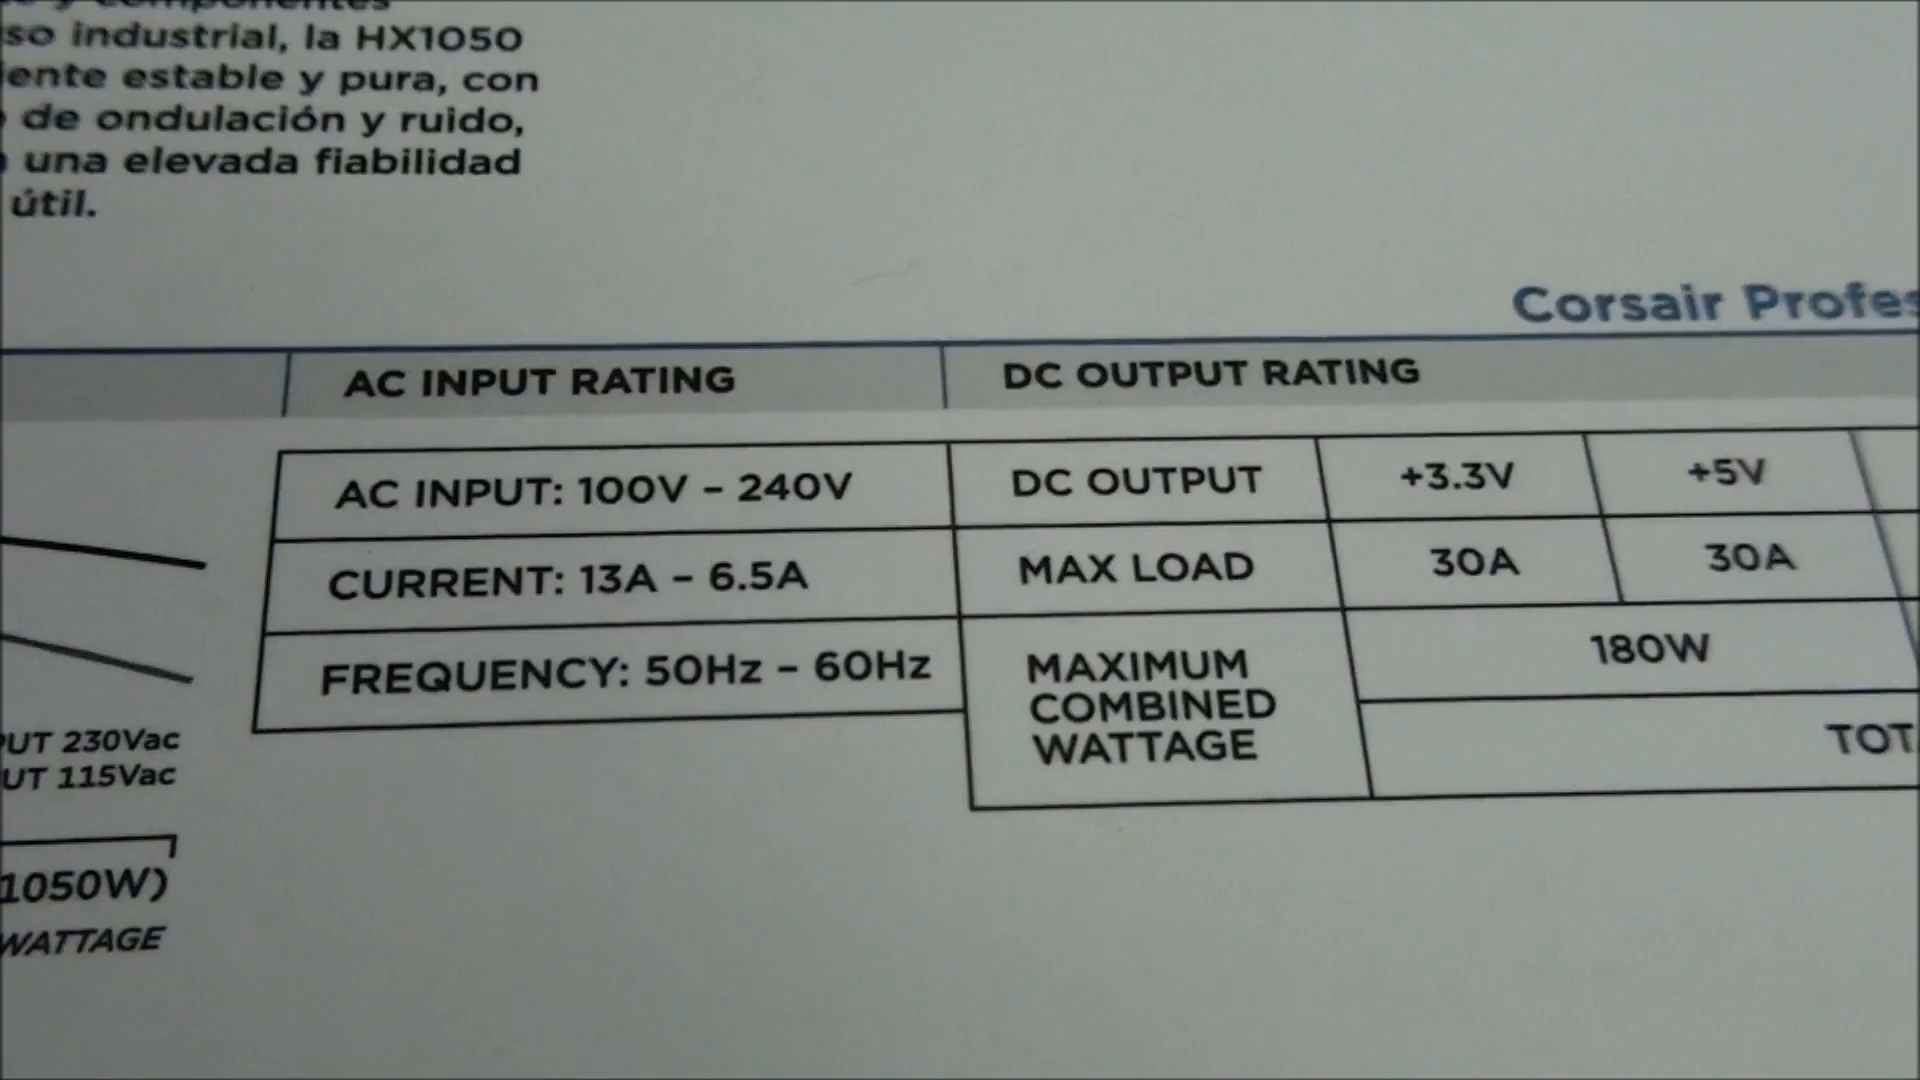 y componentes
so industrial, la HX1050
ente estable y pura, con
de ondulación y ruido,
una elevada fiabilidad
útil.
Corsair Profes
AC INPUT RATING
DC OUTPUT RATING
AC INPUT: 100V – 240V
DC OUTPUT
+3.3V
+5V
CURRENT: 13A – 6.5A
MAX LOAD
30A
30A
FREQUENCY: 50Hz – 60Hz
MAXIMUM
COMBINED
WATTAGE
180W
TOT
UT 230Vac
UT 115Vac
1050W)
WATTAGE